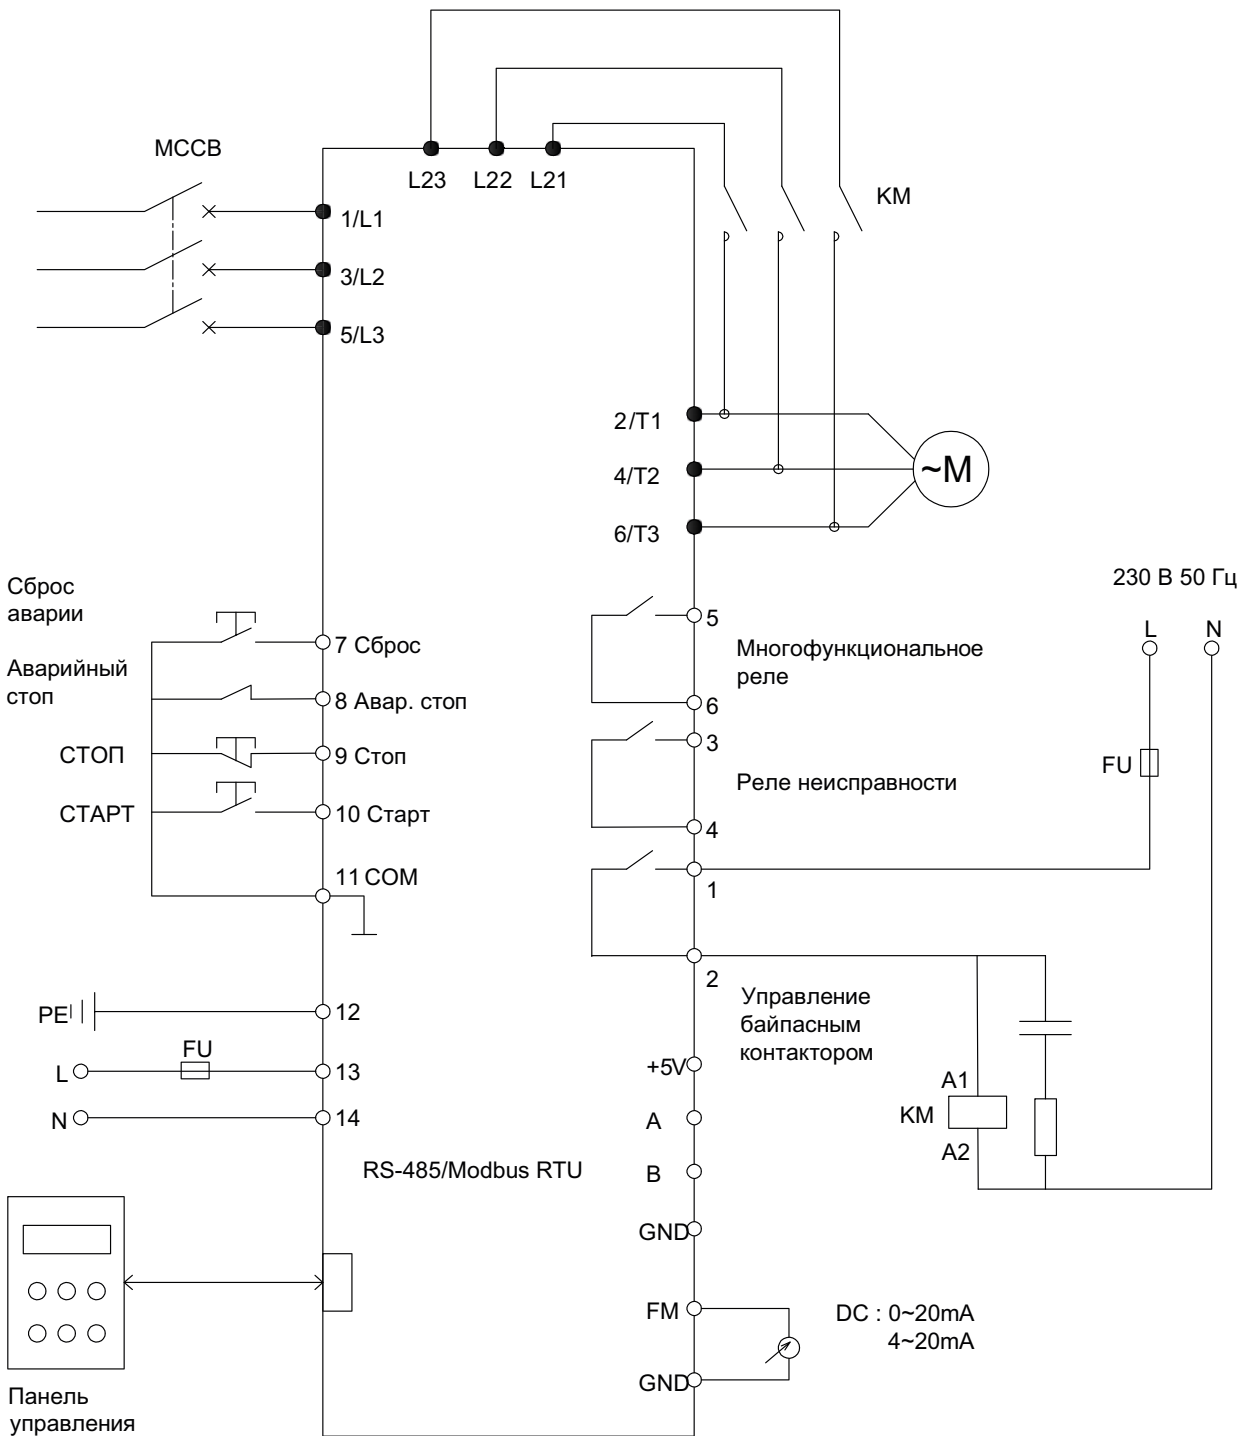 MCCB
L23
L22
L21
KM
1/L1
3/L2
5/L3
2/T1
4/T2
6/T3
~M
230 В 50 Гц
L
N
FU
Сброс
аварии
Аварийный
стоп
СТОП
СТАРТ
7 Сброс
8 Авар. стоп
9 Стоп
10 Старт
11 COM
5
Многофункциональное
реле
6
3
Реле неисправности
4
1
2
Управление
байпасным
контактором
PE
12
FU
L
13
N
14
+5V
A
B
GND
RS-485/Modbus RTU
A1
KM
A2
FM
GND
DC : 0~20mA
4~20mA
Панель
управления